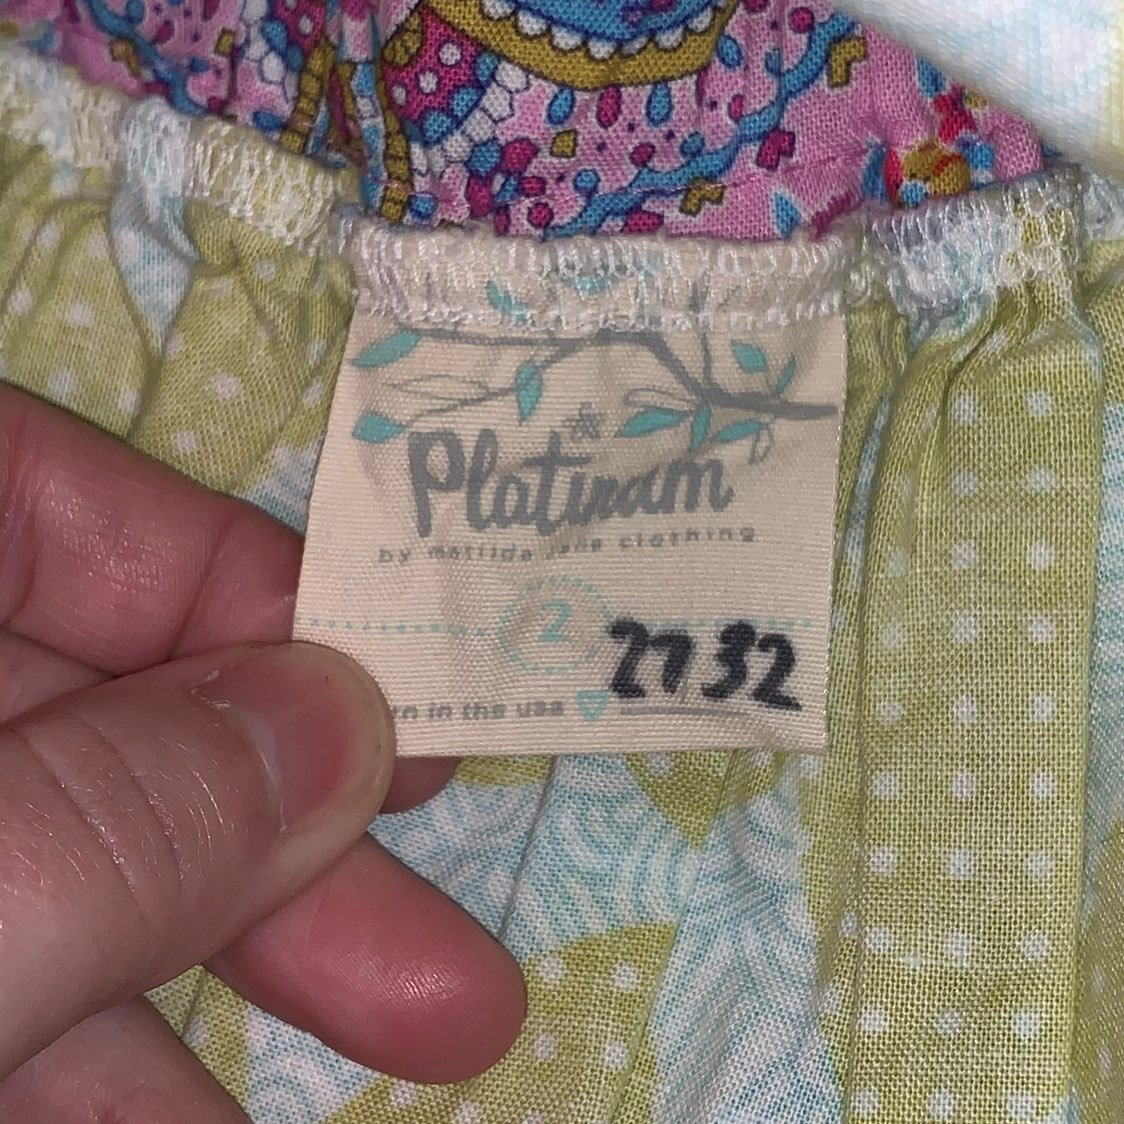 Platinum
by matilda jane clothing
2
2732
in the usa